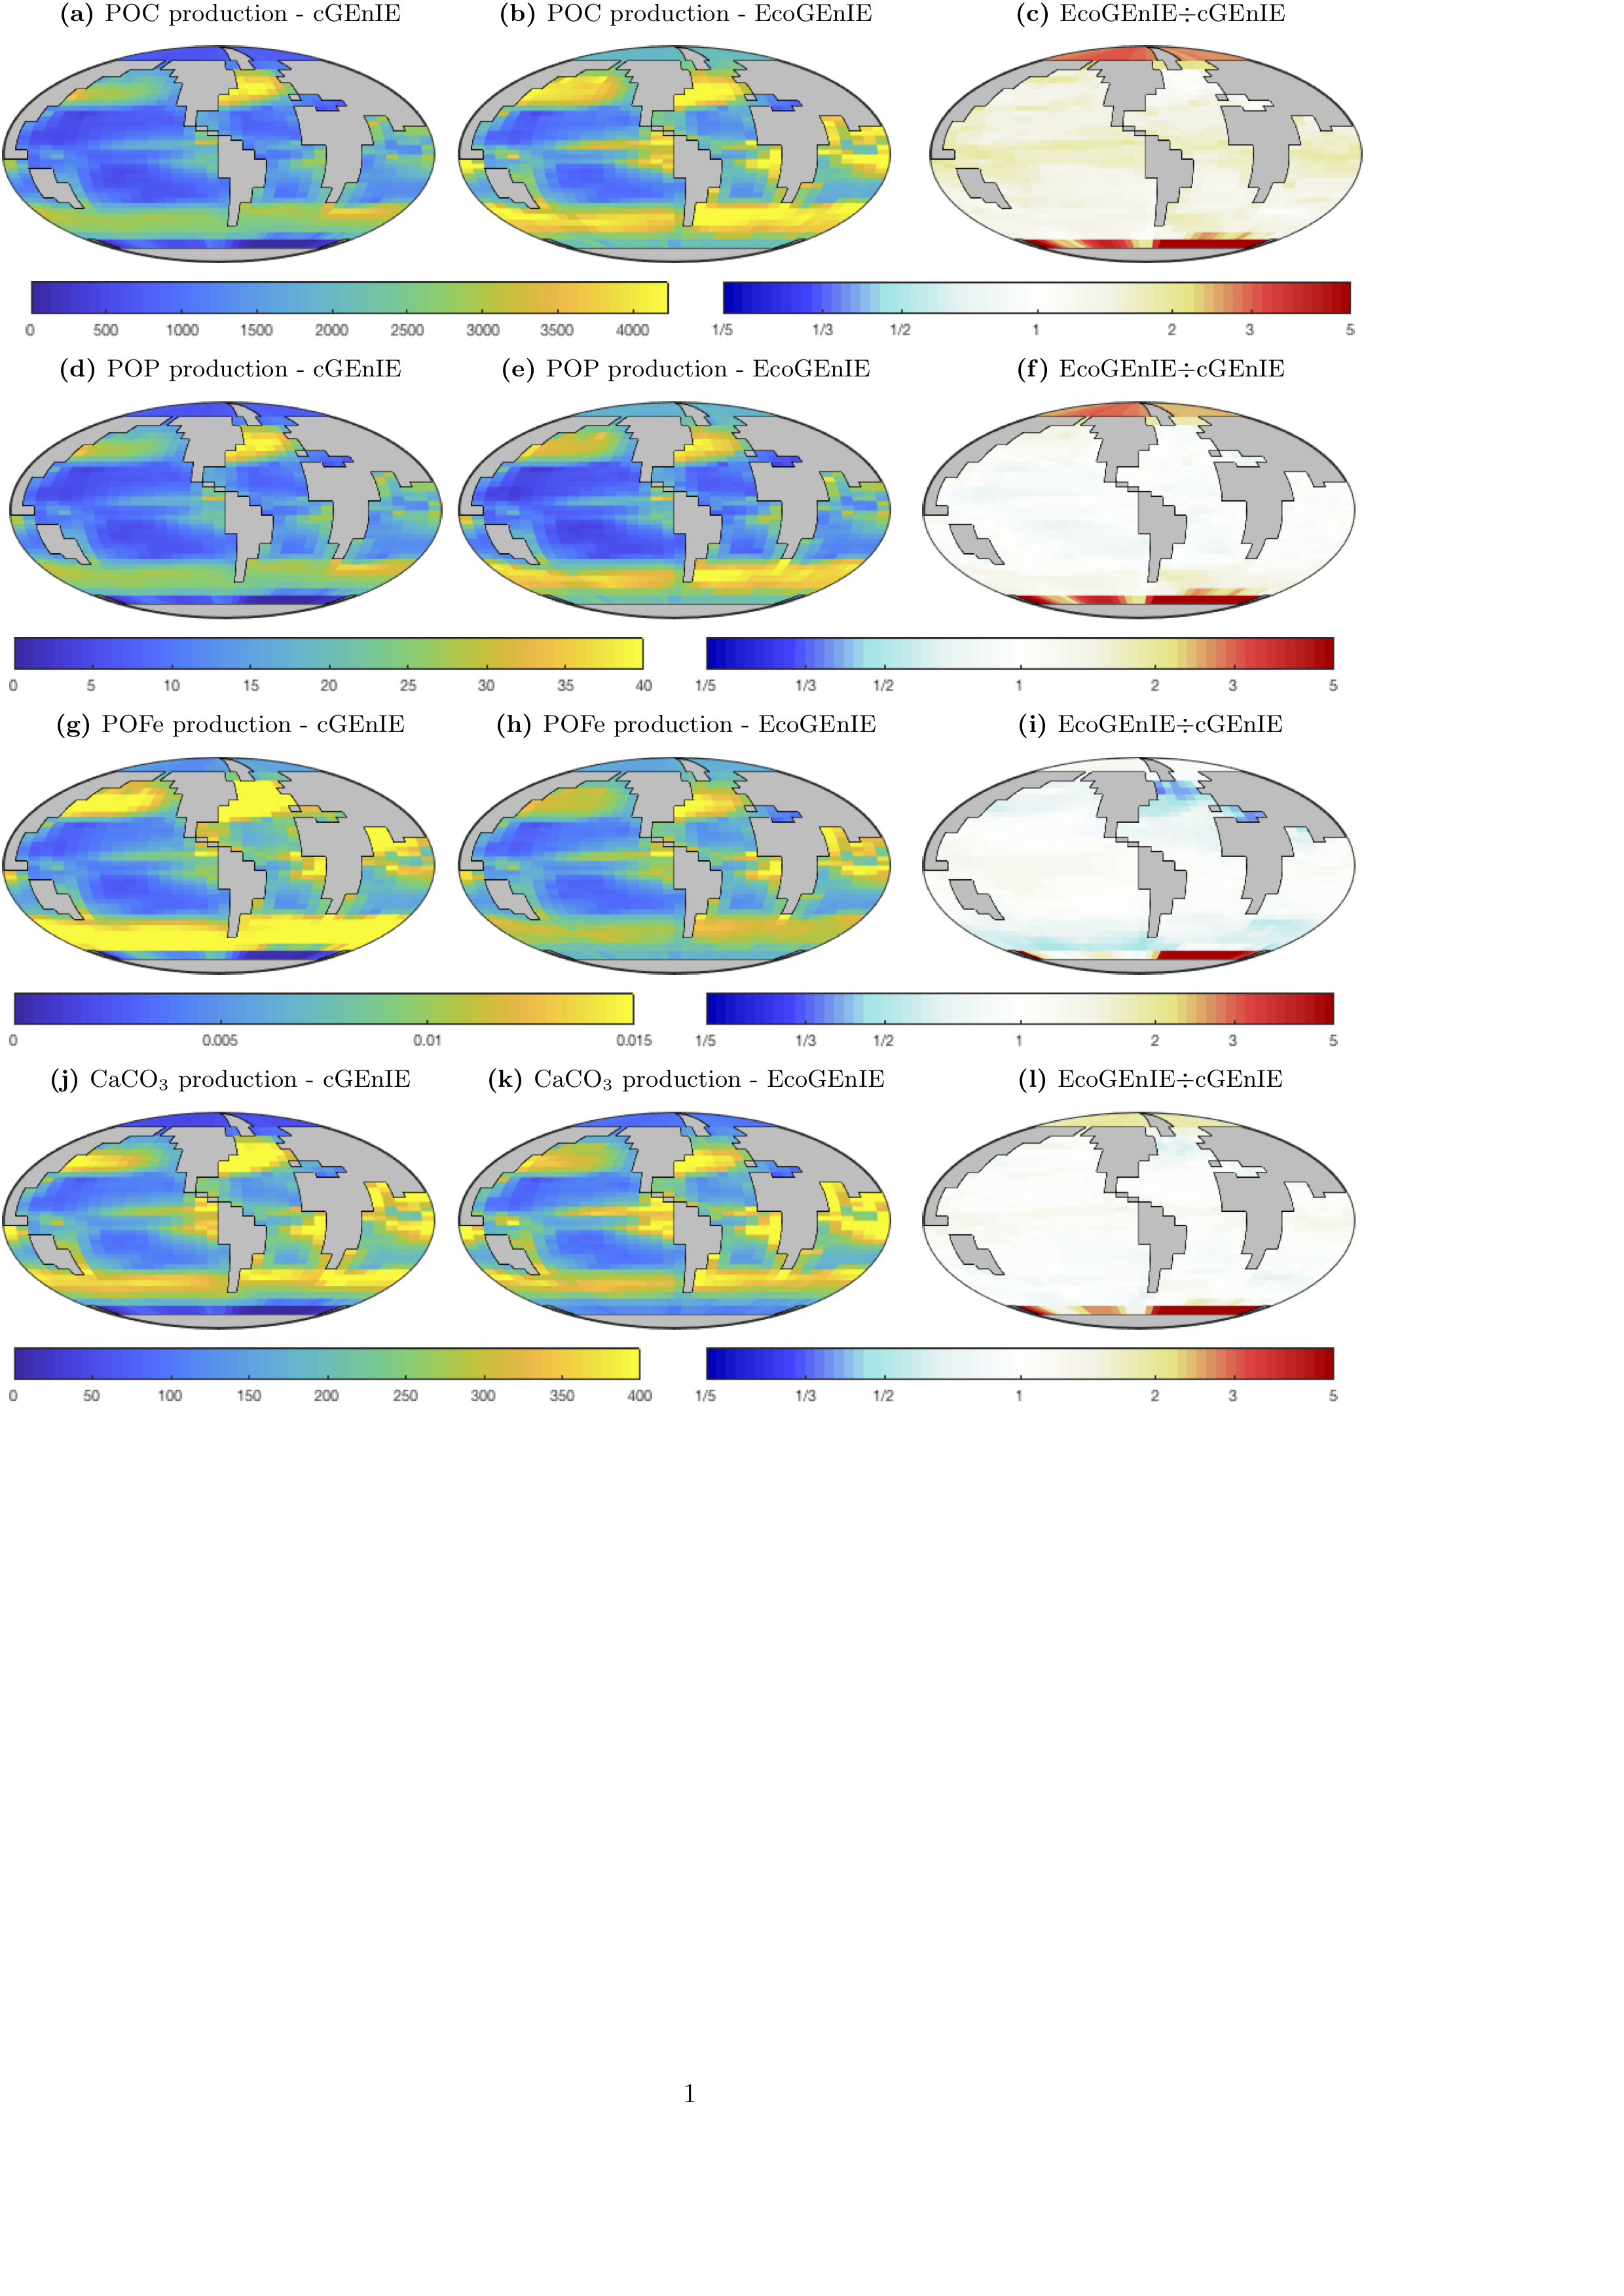 (a) POC production - cGEnIE (b) POC production - EcoGEnIE (c) EcoGEnIE÷cGEnIE
0 500 1000 1500 2000 2500 3000 3500 4000 1/5 1/3 1/2 1 2 3 5
(d) POP production - cGEnIE (e) POP production - EcoGEnIE (f) EcoGEnIE÷cGEnIE
0 5 10 15 20 25 30 35 40 1/5 1/3 1/2 1 2 3 5
(g) POFe production - cGEnIE (h) POFe production - EcoGEnIE (i) EcoGEnIE÷cGEnIE
0 0.005 0.01 0.015 1/5 1/3 1/2 1 2 3 5
(j) CaCO₃ production - cGEnIE (k) CaCO₃ production - EcoGEnIE (l) EcoGEnIE÷cGEnIE
0 50 100 150 200 250 300 350 400 1/5 1/3 1/2 1 2 3 5
1